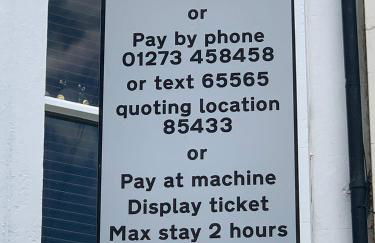 or
Pay by phone
01273 458458
or text 65565
quoting location
85433
or
Pay at machine
Display ticket
Max stay 2 hours